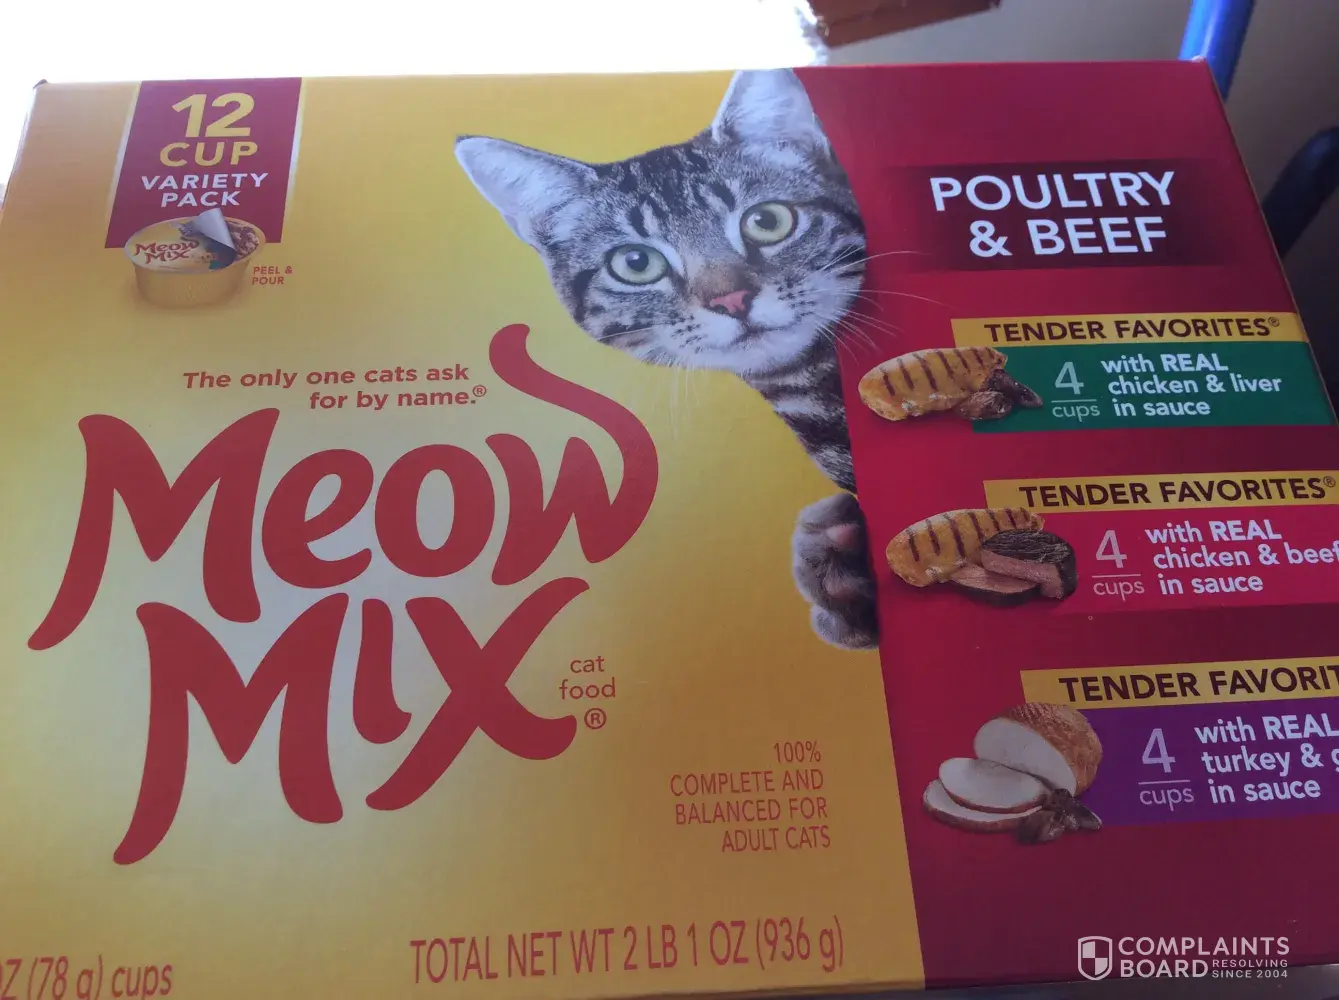 12
CUP
VARIETY
PACK
Meow
Mix
PEEL &
POUR
The only one cats ask
for by name.®
Meow
Mix
cat
food
®
100%
COMPLETE AND
BALANCED FOR
ADULT CATS
(78 g) cups
TOTAL NET WT 2 LB 1 OZ (936 g)
POULTRY
& BEEF
TENDER FAVORITES®
4
cups
with REAL
chicken & liver
in sauce
TENDER FAVORITES®
4
cups
with REAL
chicken & beef
in sauce
TENDER FAVORIT
4
cups
with REAL
turkey &
in sauce
COMPLAINTS
BOARD RESOLVING
SINCE 2004